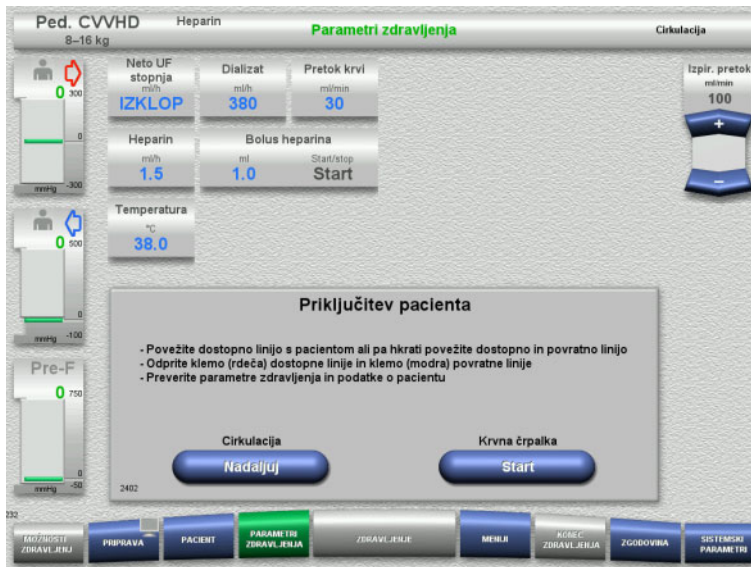 Ped. CVVHD Heparin Parametri zdravljenja Cirkulacija
8–16 kg
Neto UF stopnja
ml/h
IZKLOP
Dializat
ml/h
380
Pretok krvi
ml/min
30
Izpir. pretok
ml/min
100
+
–
0 300
0
mmHg -300
Heparin
ml/h
1.5
Bolus heparina
ml Start/stop
1.0 Start
Temperatura
°C
38.0
0 500
0
mmHg -100
Pre-F
0 750
0
mmHg -50
Priključitev pacienta
- Povežite dostopno linijo s pacientom ali pa hkrati povežite dostopno in povratno linijo
- Odprite klemo (rdeča) dostopne linije in klemo (modra) povratne linije
- Preverite parametre zdravljenja in podatke o pacientu
Cirkulacija Krvna črpalka
Nadaljuj Start
2402
232
MOŽNOSTI ZDRAVLJENJ
PRIPRAVA
PACIENT
PARAMETRI ZDRAVLJENJA
ZDRAVLJENJE
MENIJI
KONEC ZDRAVLJENJA
ZGODOVINA
SISTEMSKI PARAMETRI